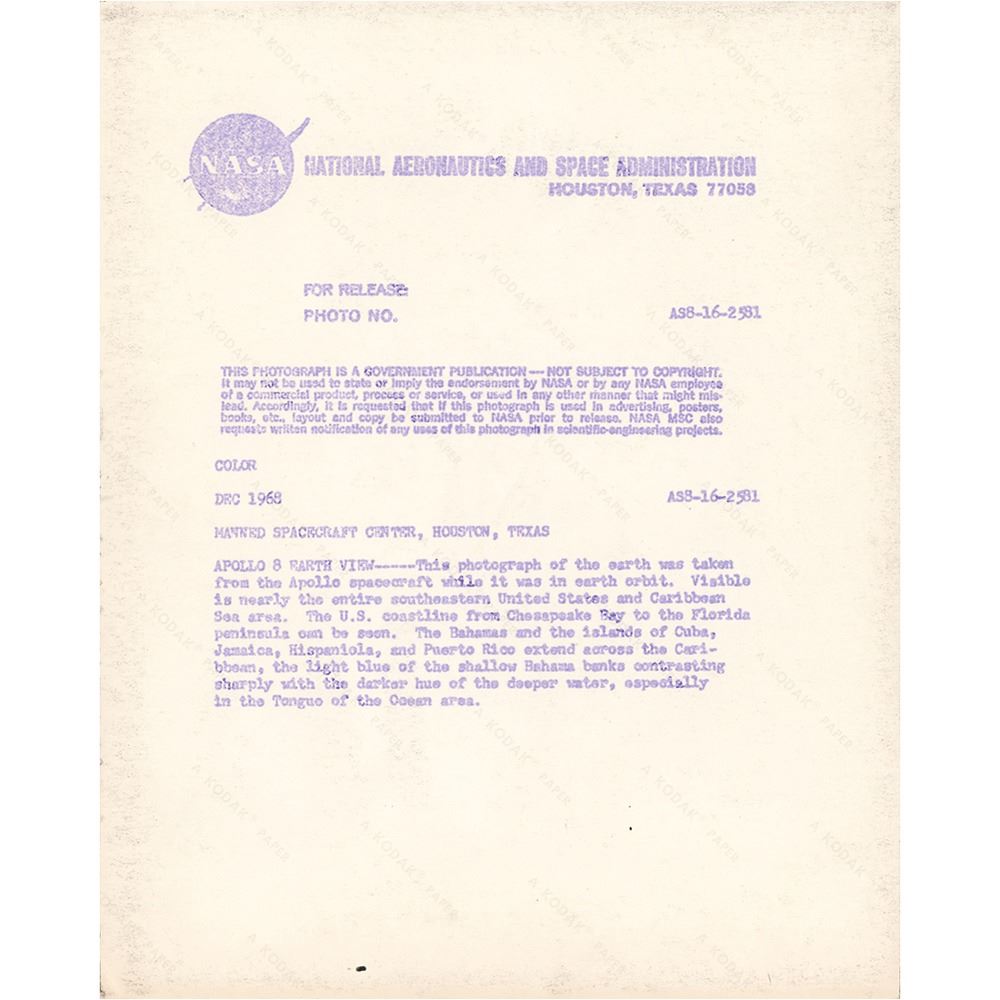 NASA
NATIONAL AERONAUTICS AND SPACE ADMINISTRATION
HOUSTON, TEXAS 77058
FOR RELEASE:
PHOTO NO.
AS8-16-2581
THIS PHOTOGRAPH IS A GOVERNMENT PUBLICATION — NOT SUBJECT TO COPYRIGHT.
It may not be used to state or imply the endorsement by NASA or by any NASA employee
of a commercial product, process or service, or used in any other manner that might mis-
lead. Accordingly, it is requested that if this photograph is used in advertising, posters,
books, etc., layout and copy be submitted to NASA prior to release. NASA MSC also
requests written notification of any uses of this photograph in scientific-engineering projects.
COLOR
DEC 1968
AS8-16-2581
MANNED SPACECRAFT CENTER, HOUSTON, TEXAS
APOLLO 8 EARTH VIEW-----This photograph of the earth was taken
from the Apollo spacecraft while it was in earth orbit. Visible
is nearly the entire southeastern United States and Caribbean
Sea area. The U.S. coastline from Chesapeake Bay to the Florida
peninsula can be seen. The Bahamas and the islands of Cuba,
Jamaica, Hispaniola, and Puerto Rico extend across the Cari-
bbean, the light blue of the shallow Bahama banks contrasting
sharply with the darker hue of the deeper water, especially
in the Tongue of the Ocean area.
A KODAK® PAPER